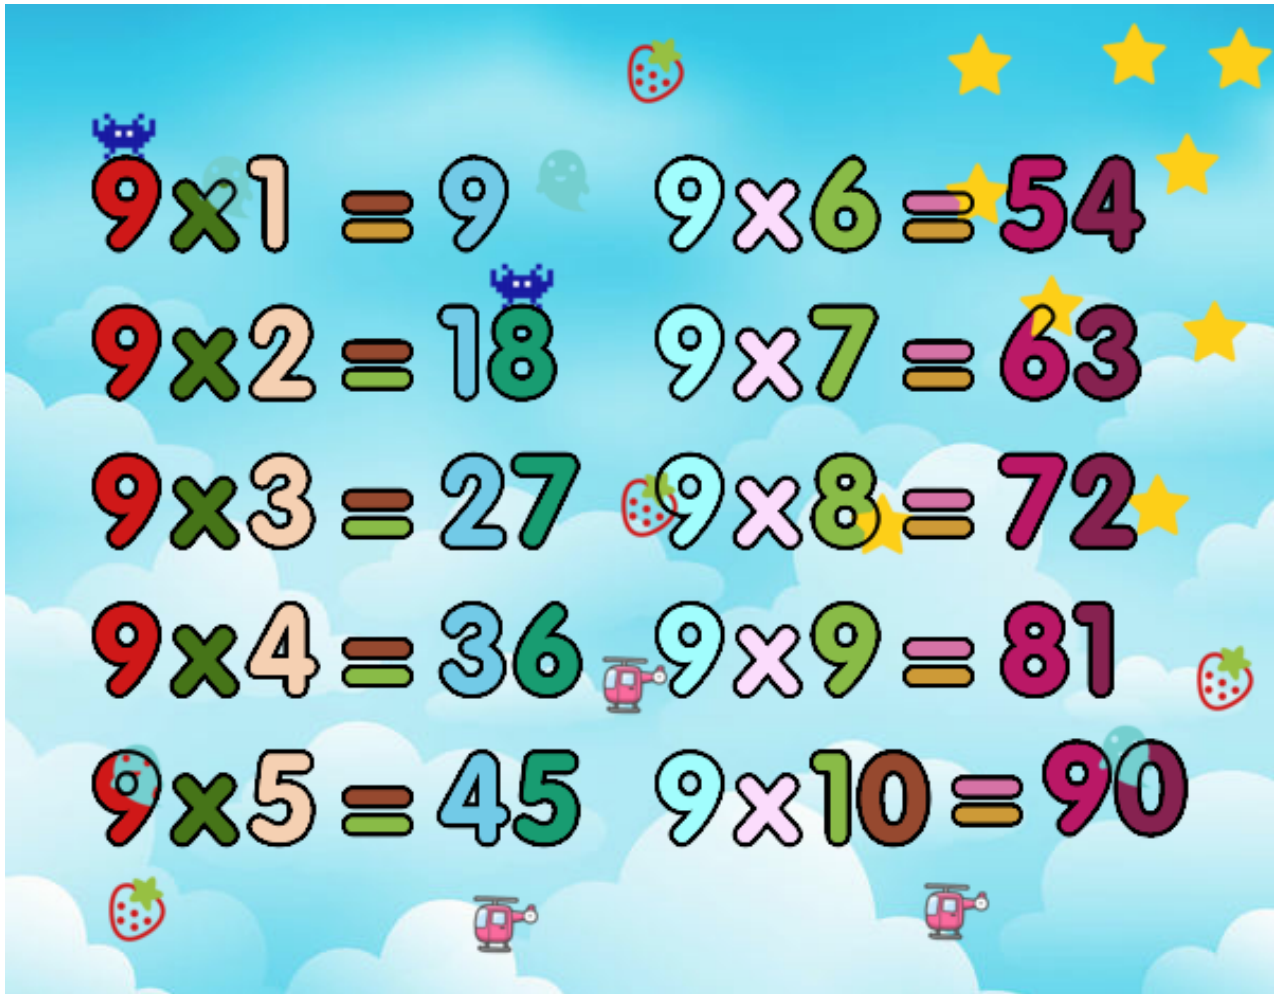 9x1 = 9
9x2 = 18
9x3 = 27
9x4 = 36
9x5 = 45
9x6 = 54
9x7 = 63
9x8 = 72
9x9 = 81
9x10 = 90